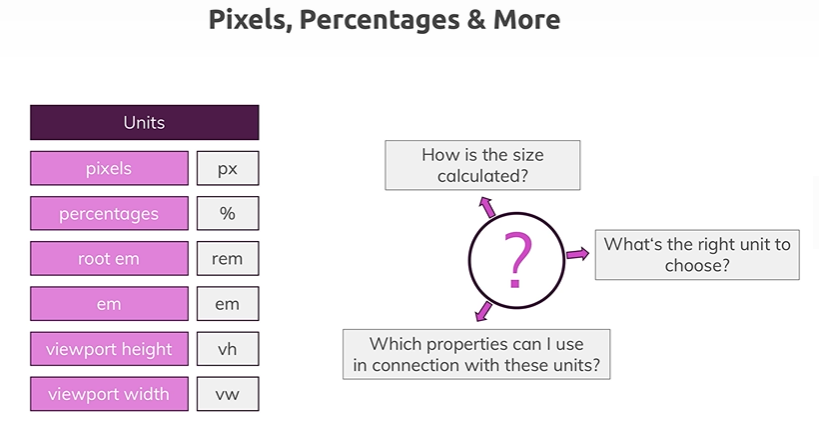 Pixels, Percentages & More
Units
pixels px
percentages %
root em rem
em em
viewport height vh
viewport width vw
How is the size
calculated?
?
What‘s the right unit to
choose?
Which properties can I use
in connection with these units?